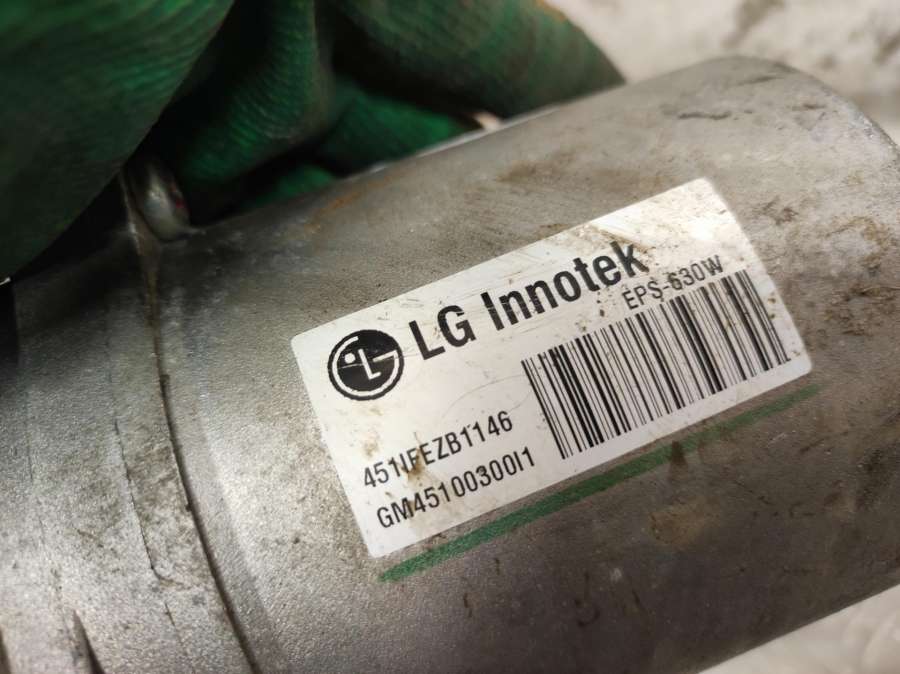 LG Innotek
EPS-630W
451IFEZB1146
GM45100300I1